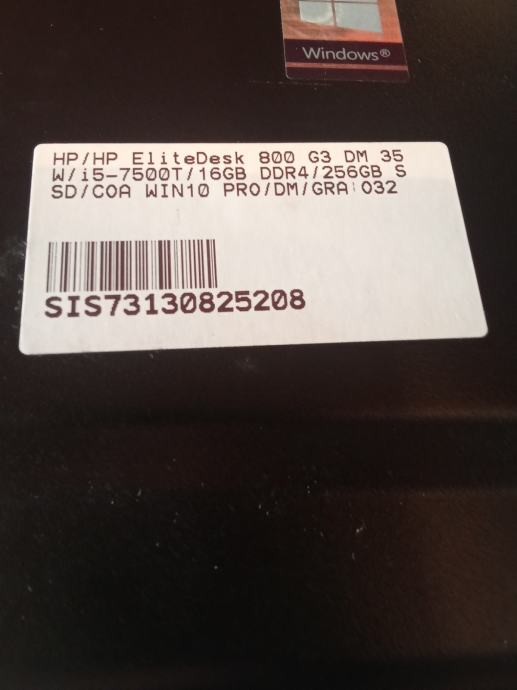 Windows®
HP/HP EliteDesk 800 G3 DM 35
W/i5-7500T/16GB DDR4/256GB S
SD/COA WIN10 PRO/DM/GRA:032
SIS73130825208